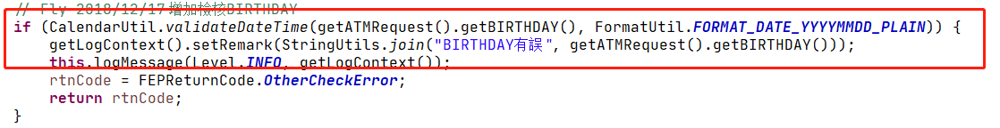 // Fly 2018/12/17 增加檢核BIRTHDAY
if (CalendarUtil.validateDateTime(getATMRequest().getBIRTHDAY(), FormatUtil.FORMAT_DATE_YYYYMMDD_PLAIN)) {
getLogContext().setRemark(StringUtils.join("BIRTHDAY有誤", getATMRequest().getBIRTHDAY()));
this.logMessage(Level.INFO, getLogContext());
rtnCode = FEPReturnCode.OtherCheckError;
return rtnCode;
}